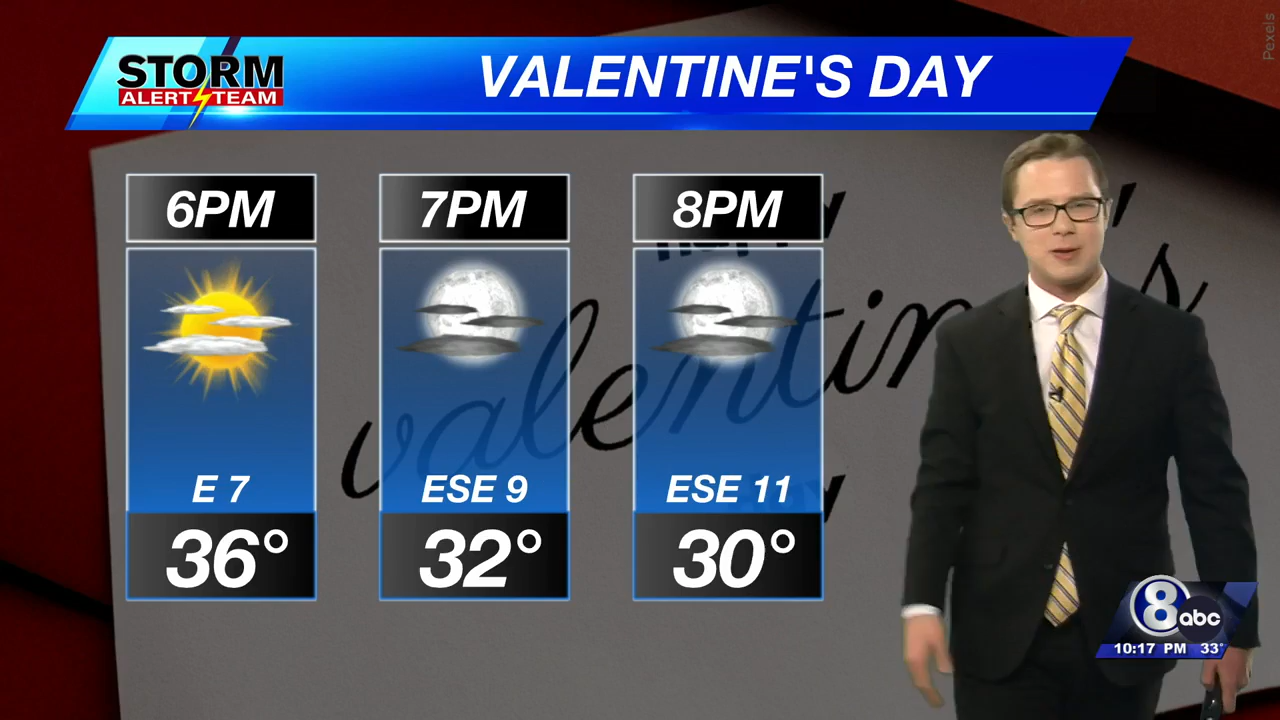 Pexels
STORM
ALERT TEAM
VALENTINE'S DAY
6PM
7PM
8PM
E 7
ESE 9
ESE 11
36°
32°
30°
8 abc
10:17 PM 33°